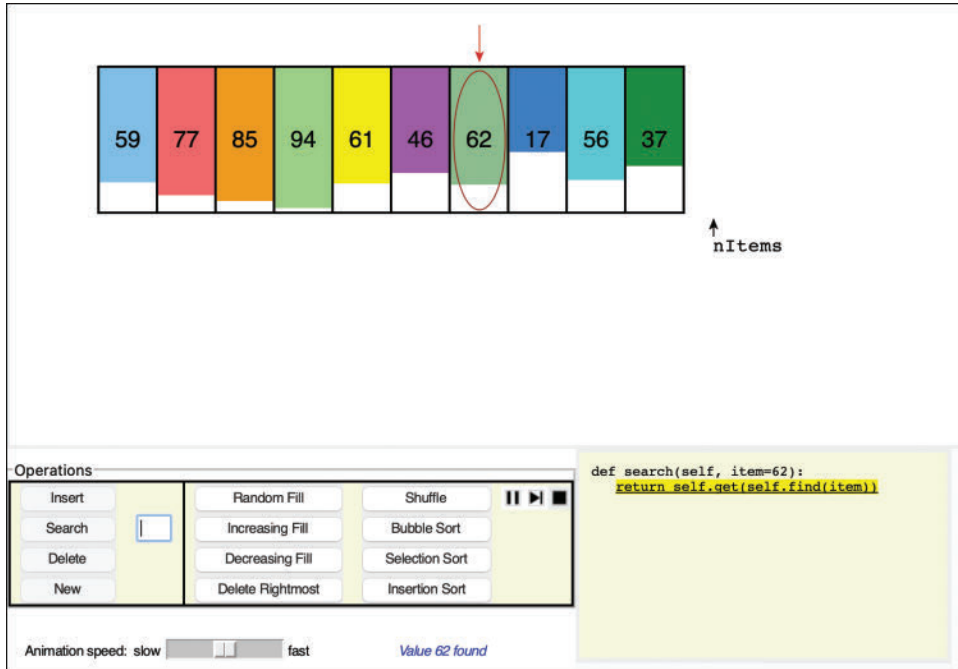 59 77 85 94 61 46 62 17 56 37
nItems
Operations
Insert Random Fill Shuffle
Search Increasing Fill Bubble Sort
Delete Decreasing Fill Selection Sort
New Delete Rightmost Insertion Sort
def search(self, item=62):
return self.get(self.find(item))
Animation speed: slow fast Value 62 found